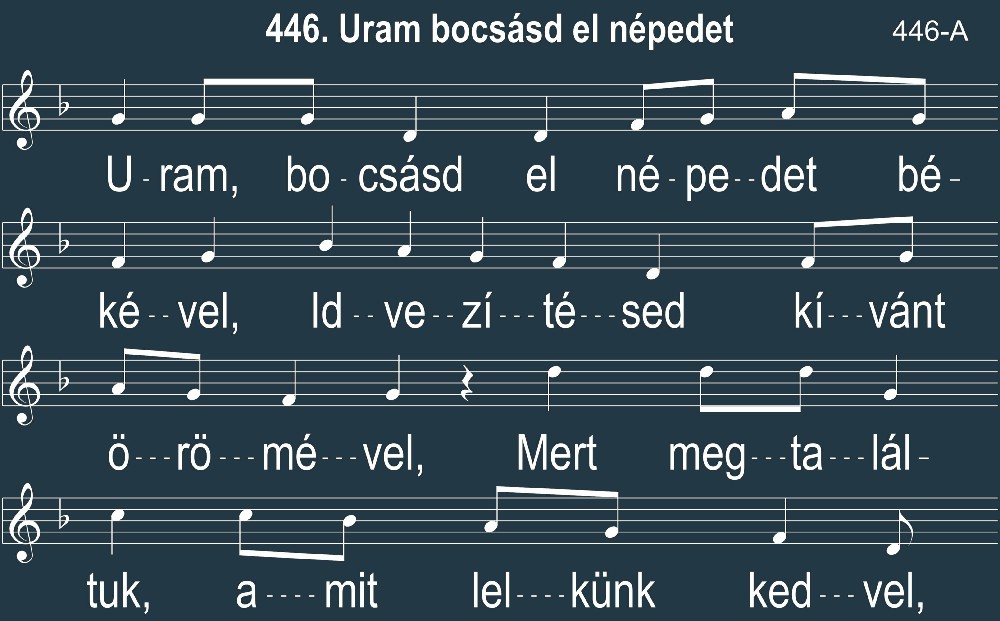 446. Uram bocsásd el népedet 446-A
U - ram, bo - csásd el né - pe - - det bé -
ké - - vel, Id - - ve - - zí - - - té - - - sed kí - - - vánt
ö - - - rö - - - mé - - - vel, Mert meg - - - ta - - - lál -
tuk, a - - - - mit lel - - - - künk ked - - - vel,